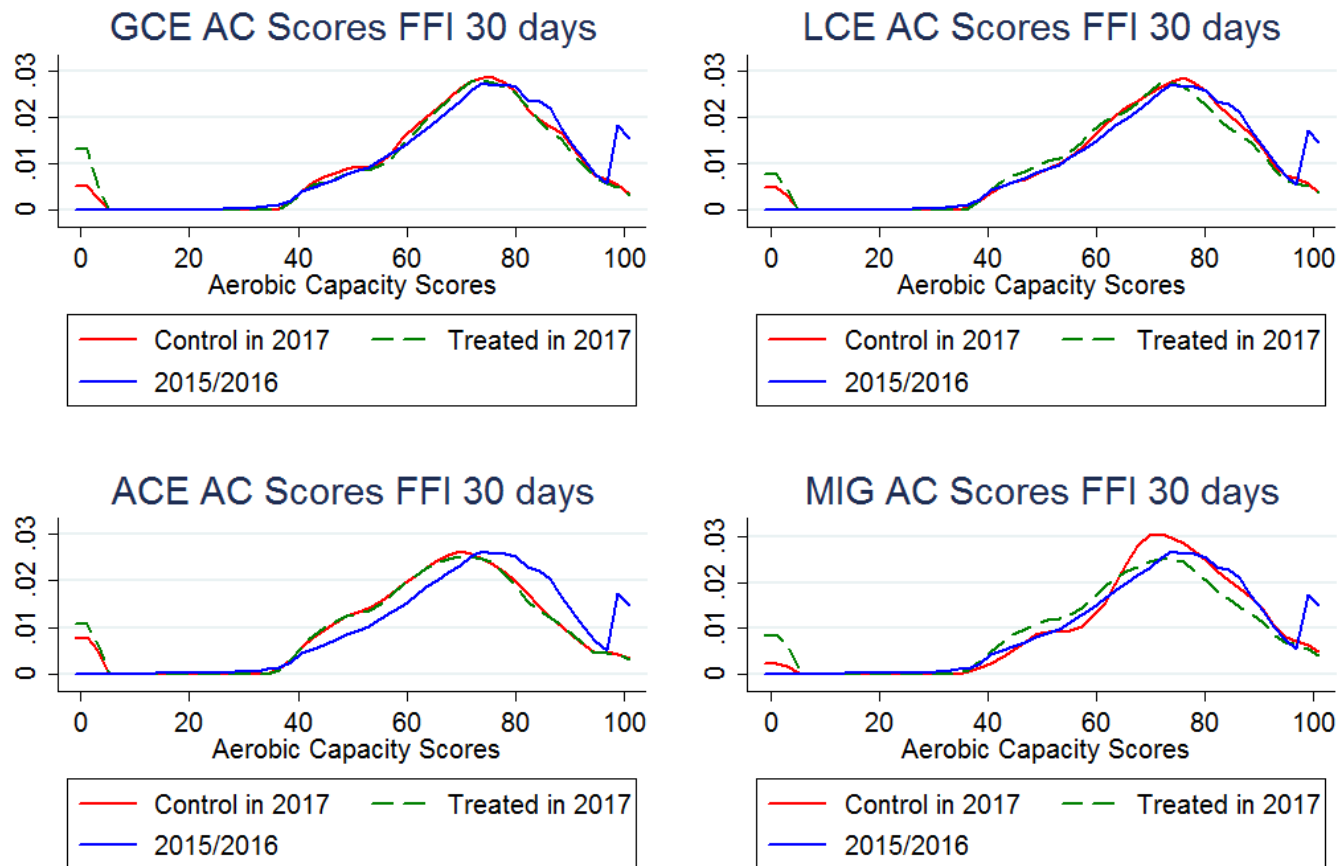 GCE AC Scores FFI 30 days
.03
.02
.01
0
0 20 40 60 80 100
Aerobic Capacity Scores
Control in 2017 Treated in 2017
2015/2016
LCE AC Scores FFI 30 days
.03
.02
.01
0
0 20 40 60 80 100
Aerobic Capacity Scores
Control in 2017 Treated in 2017
2015/2016
ACE AC Scores FFI 30 days
.03
.02
.01
0
0 20 40 60 80 100
Aerobic Capacity Scores
Control in 2017 Treated in 2017
2015/2016
MIG AC Scores FFI 30 days
.03
.02
.01
0
0 20 40 60 80 100
Aerobic Capacity Scores
Control in 2017 Treated in 2017
2015/2016